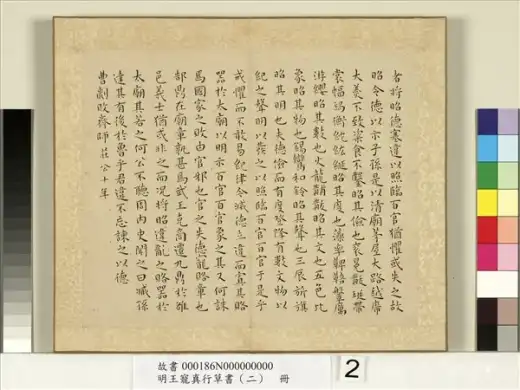 者將昭德塞違以照臨百官猶懼或失之故
昭令德以示子孫是以清廟茅屋大路越席
大羹不致粢食不鑿昭其儉也袞冕黻珽帶
裳幅舄衡紞紘綖昭其度也藻率鞞鞛鞶厲
游纓昭其數也火龍黼黻昭其文也五色比
象昭其物也鍚鸞和鈴昭其聲也三辰旂旗
昭其明也夫德儉而有度登降有數文物以
紀之聲明以發之以照臨百官百官于是乎
戒懼而不敢易紀律今滅德立違而寘其賂
器於太廟以明示百官百官象之其又何誅
焉國家之敗由官邪也官之失德寵賂章也
郜鼎在廟章孰甚焉武王克商遷九鼎於雒
邑義士猶或非之而況將昭違亂之賂器於
太廟其若之何公不聽周内史聞之曰臧孫
達其有後於魯乎君違不忘諫之以德
曹劌敗齊師 莊公十年
故書 000186N000000000
明王寵真行草書（二） 冊
2